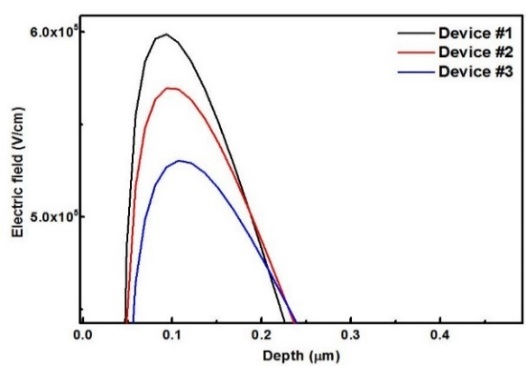 6.0x10⁵
Device #1
Device #2
Device #3
Electric field (V/cm)
5.0x10⁵
0.0
0.1
0.2
0.3
0.4
Depth (μm)